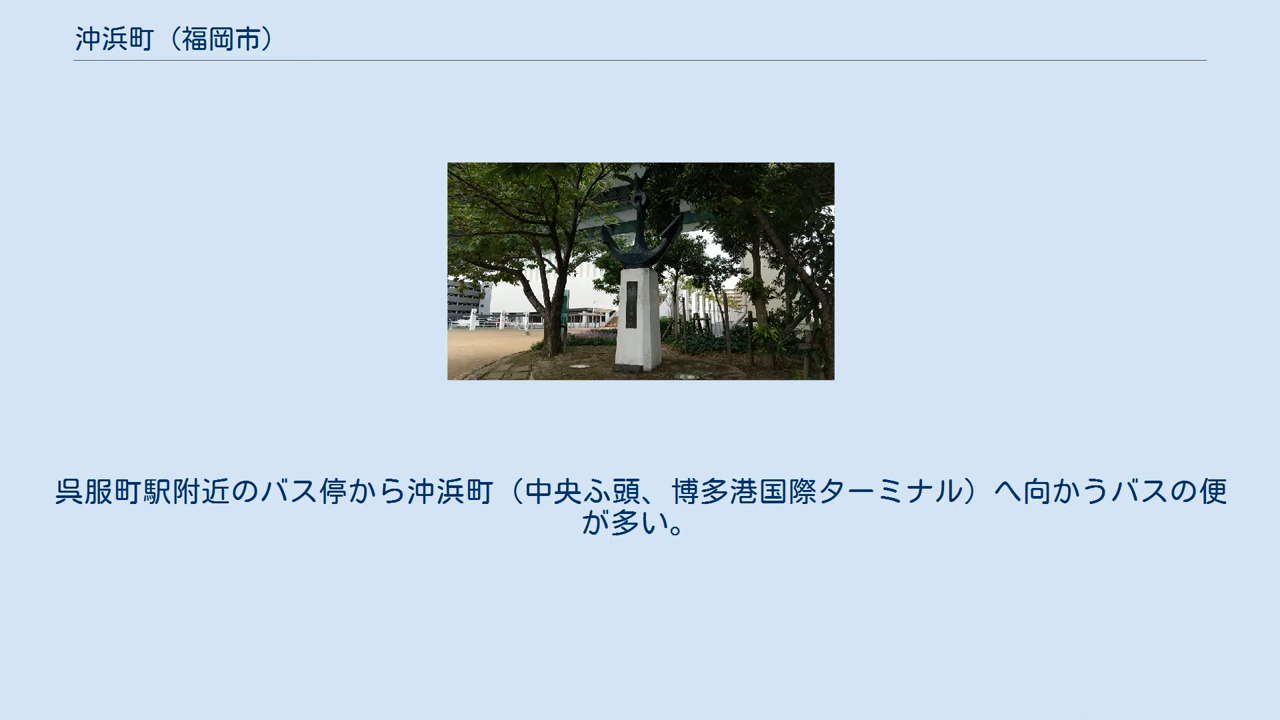 沖浜町（福岡市）
呉服町駅附近のバス停から沖浜町（中央ふ頭、博多港国際ターミナル）へ向かうバスの便
が多い。